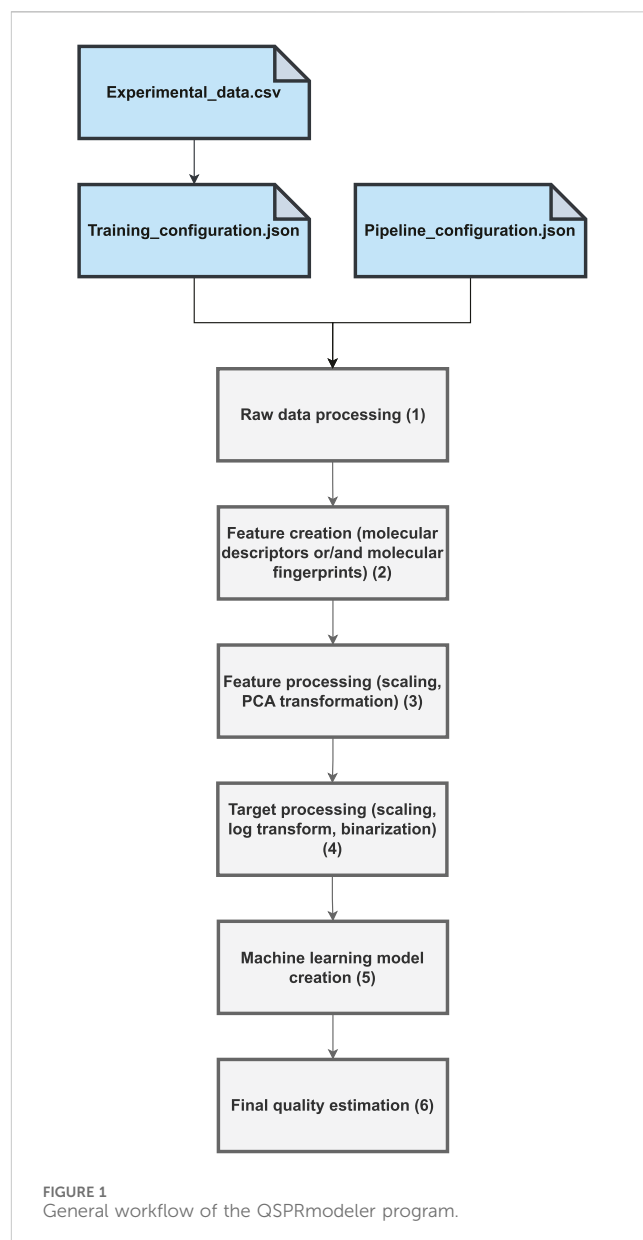 Experimental_data.csv
Training_configuration.json
Pipeline_configuration.json
Raw data processing (1)
Feature creation (molecular
descriptors or/and molecular
fingerprints) (2)
Feature processing (scaling,
PCA transformation) (3)
Target processing (scaling,
log transform, binarization)
(4)
Machine learning model
creation (5)
Final quality estimation (6)
FIGURE 1
General workflow of the QSPRmodeler program.